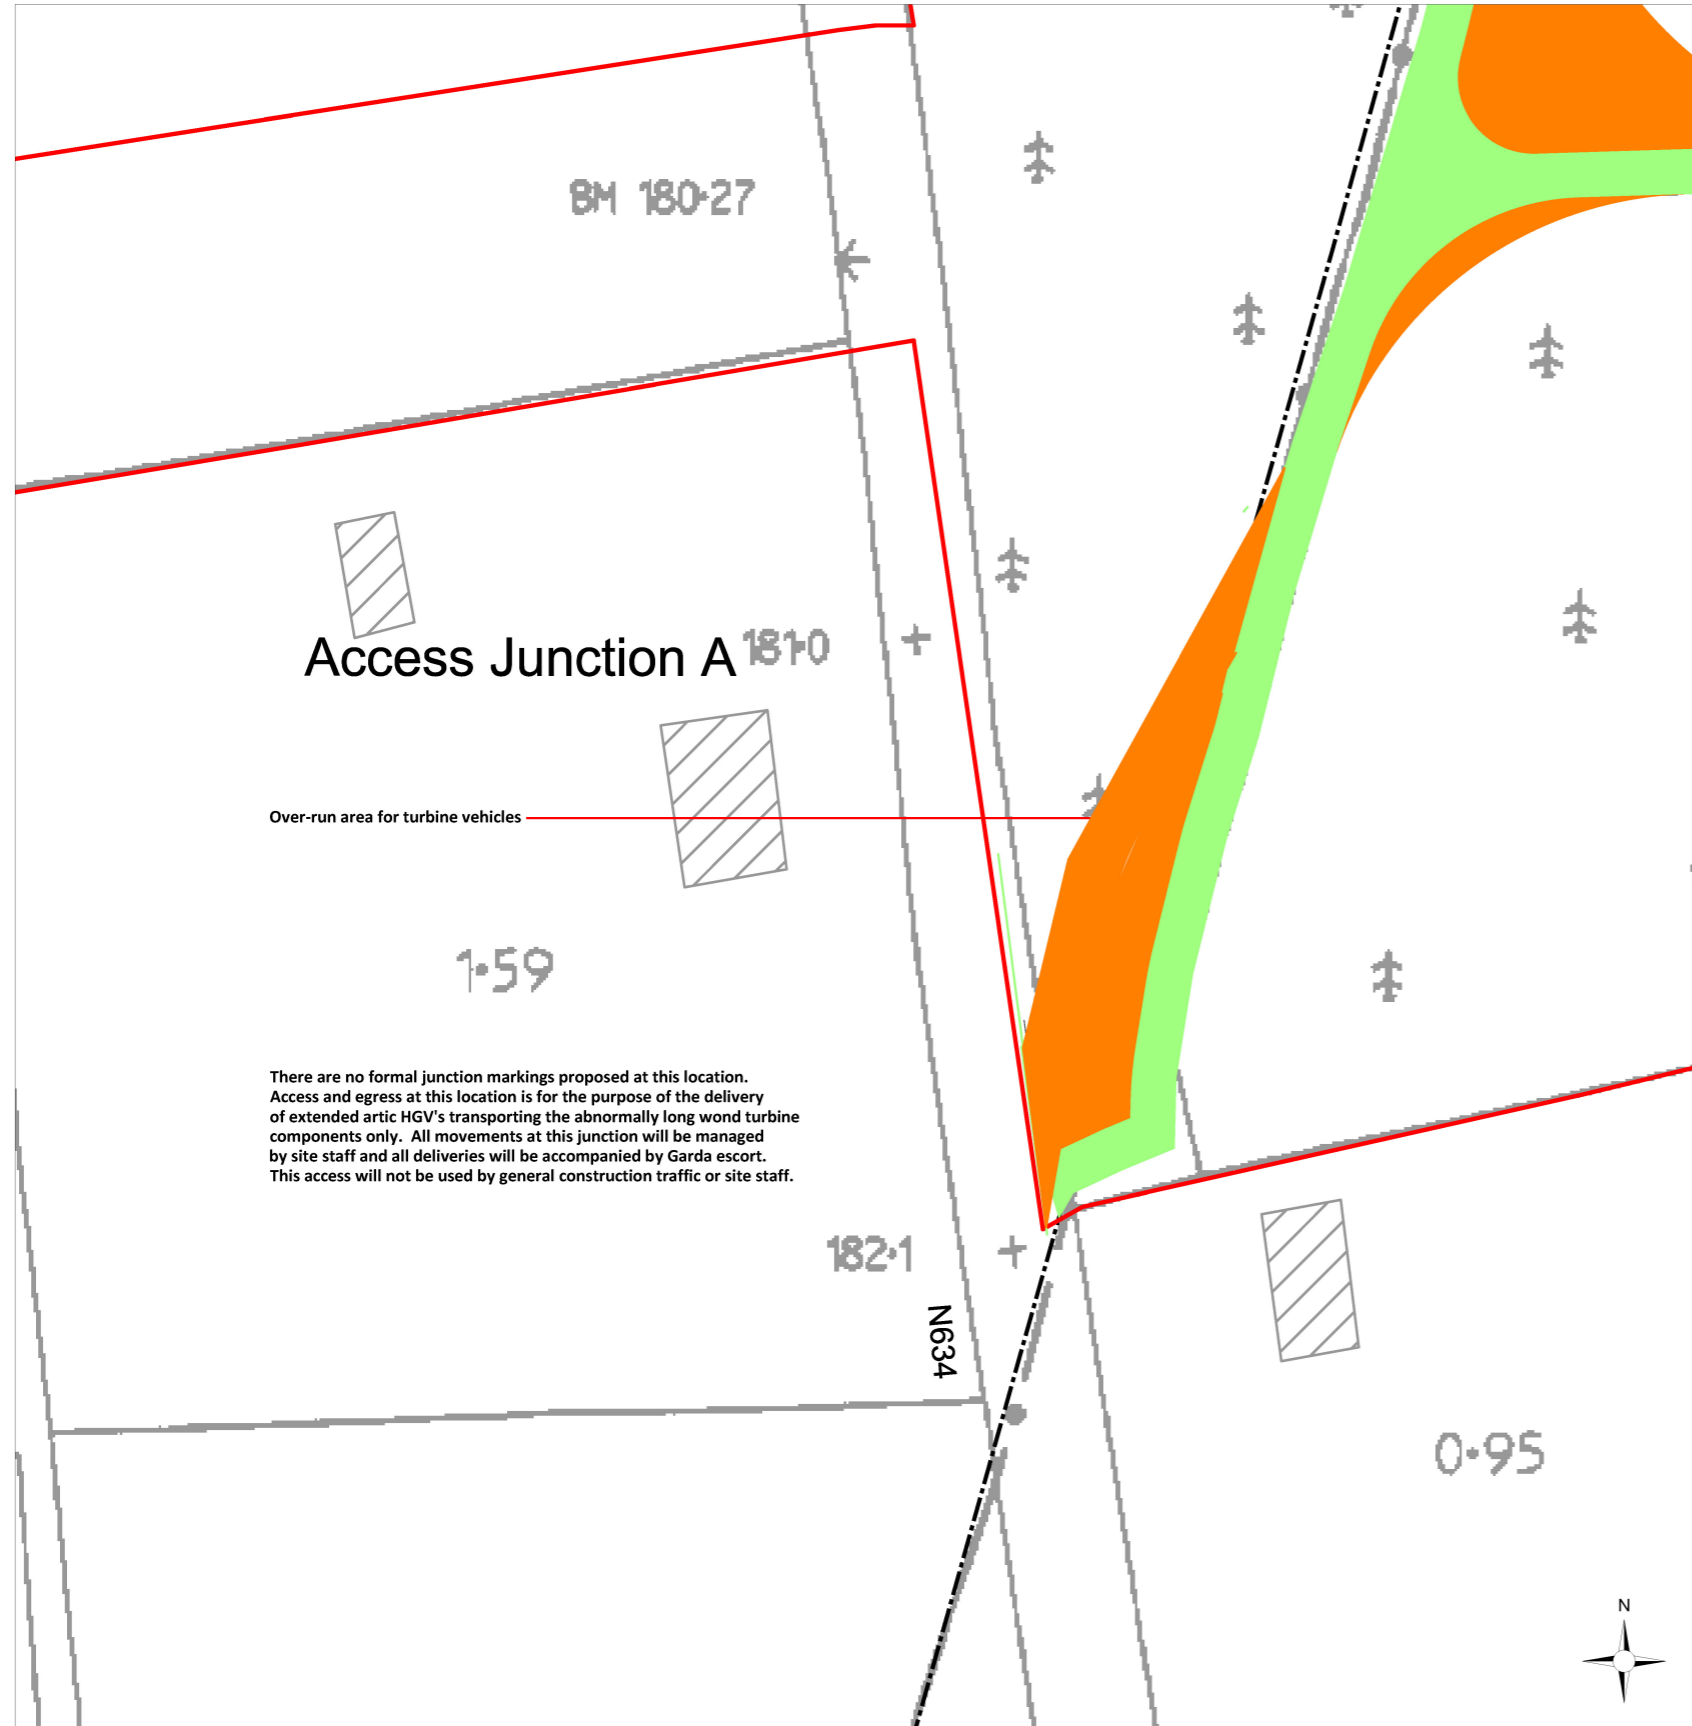 BM 180·27
Access Junction A
181·0
Over-run area for turbine vehicles
1·59
There are no formal junction markings proposed at this location.
Access and egress at this location is for the purpose of the delivery
of extended artic HGV's transporting the abnormally long wond turbine
components only.  All movements at this junction will be managed
by site staff and all deliveries will be accompanied by Garda escort.
This access will not be used by general construction traffic or site staff.
182·1
N634
0·95
N